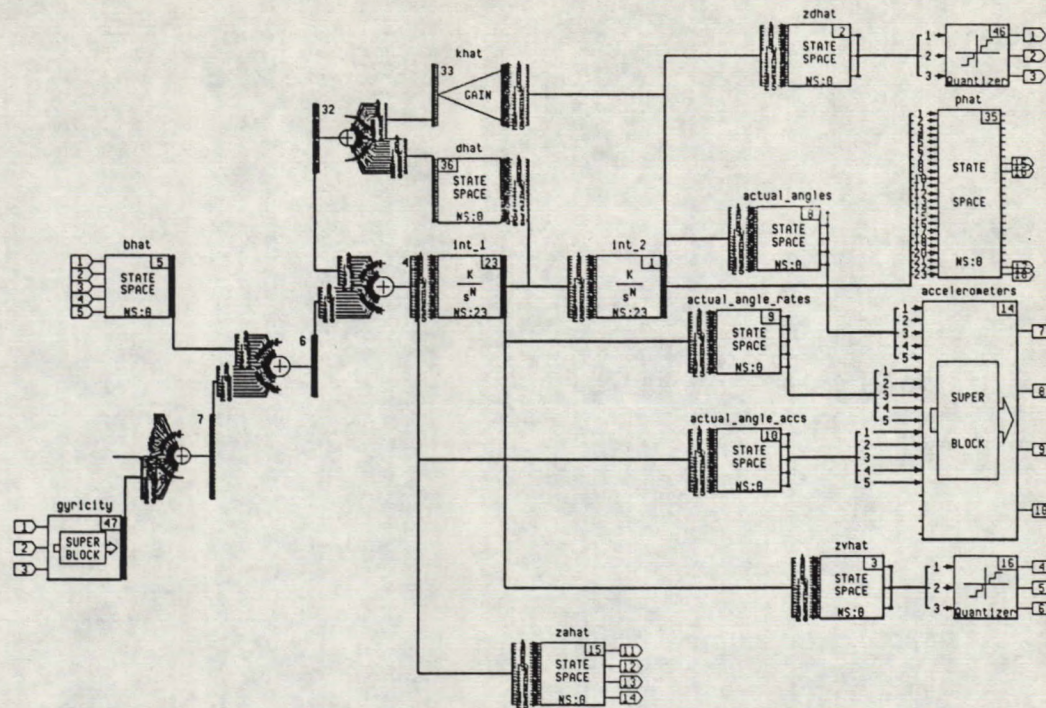 zdhat
2
STATE
SPACE
NS:0
1
2
3
46
Quantizer
1
2
3
khat
33
GAIN
32
dhat
36
STATE
SPACE
NS:0
phat
35
STATE
SPACE
NS:0
actual_angles
8
STATE
SPACE
NS:0
bhat
5
1
2
3
4
5
STATE
SPACE
NS:0
int_1
23
K
s^N
NS:23
int_2
1
K
s^N
NS:23
accelerometers
14
1
2
3
4
5
1
2
3
4
5
1
2
3
4
5
SUPER
BLOCK
7
8
9
10
actual_angle_rates
9
STATE
SPACE
NS:0
6
7
actual_angle_accs
10
STATE
SPACE
NS:0
gyricity
47
1
2
3
SUPER
BLOCK
zvhat
3
STATE
SPACE
NS:0
1
2
3
16
Quantizer
4
5
6
zahat
15
STATE
SPACE
NS:0
11
12
13
14